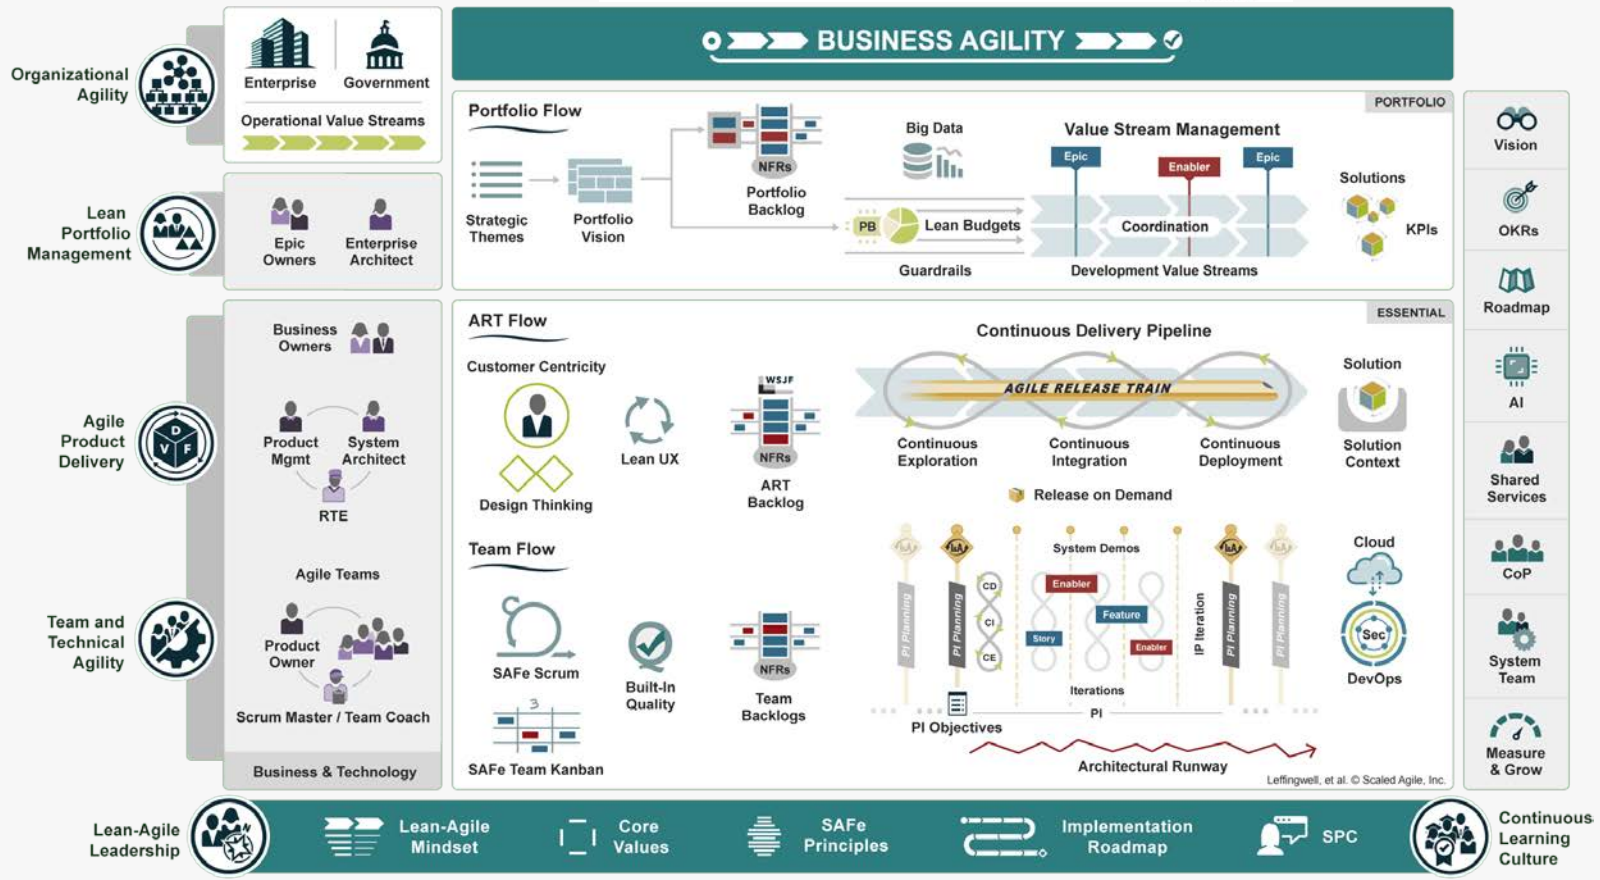 BUSINESS AGILITY
Organizational
Agility
Enterprise
Government
Operational Value Streams
Lean
Portfolio
Management
Epic
Owners
Enterprise
Architect
Portfolio Flow
PORTFOLIO
Strategic
Themes
Portfolio
Vision
NFRs
Portfolio
Backlog
Big Data
PB
Lean Budgets
Guardrails
Value Stream Management
Epic
Enabler
Epic
Coordination
Development Value Streams
Solutions
KPIs
Agile
Product
Delivery
D
V
F
Business
Owners
Product
Mgmt
System
Architect
RTE
Team and
Technical
Agility
Agile Teams
Product
Owner
Scrum Master / Team Coach
Business & Technology
ART Flow
ESSENTIAL
Customer Centricity
Design Thinking
Lean UX
WSJF
NFRs
ART
Backlog
Continuous Delivery Pipeline
AGILE RELEASE TRAIN
Continuous
Exploration
Continuous
Integration
Continuous
Deployment
Release on Demand
Solution
Solution
Context
Team Flow
SAFe Scrum
3
SAFe Team Kanban
Built-In
Quality
NFRs
Team
Backlogs
I&A
I&A
I&A
I&A
PI Planning
PI Planning
CD
CI
CE
System Demos
Enabler
Feature
Story
Enabler
IP Iteration
PI Planning
PI Planning
Iterations
PI
PI Objectives
Architectural Runway
Cloud
Sec
DevOps
Leffingwell, et al. © Scaled Agile, Inc.
Vision
OKRs
Roadmap
AI
Shared
Services
CoP
System
Team
Measure
& Grow
Lean-Agile
Leadership
N
Lean-Agile
Mindset
Core
Values
SAFe
Principles
Implementation
Roadmap
SPC
Continuous
Learning
Culture